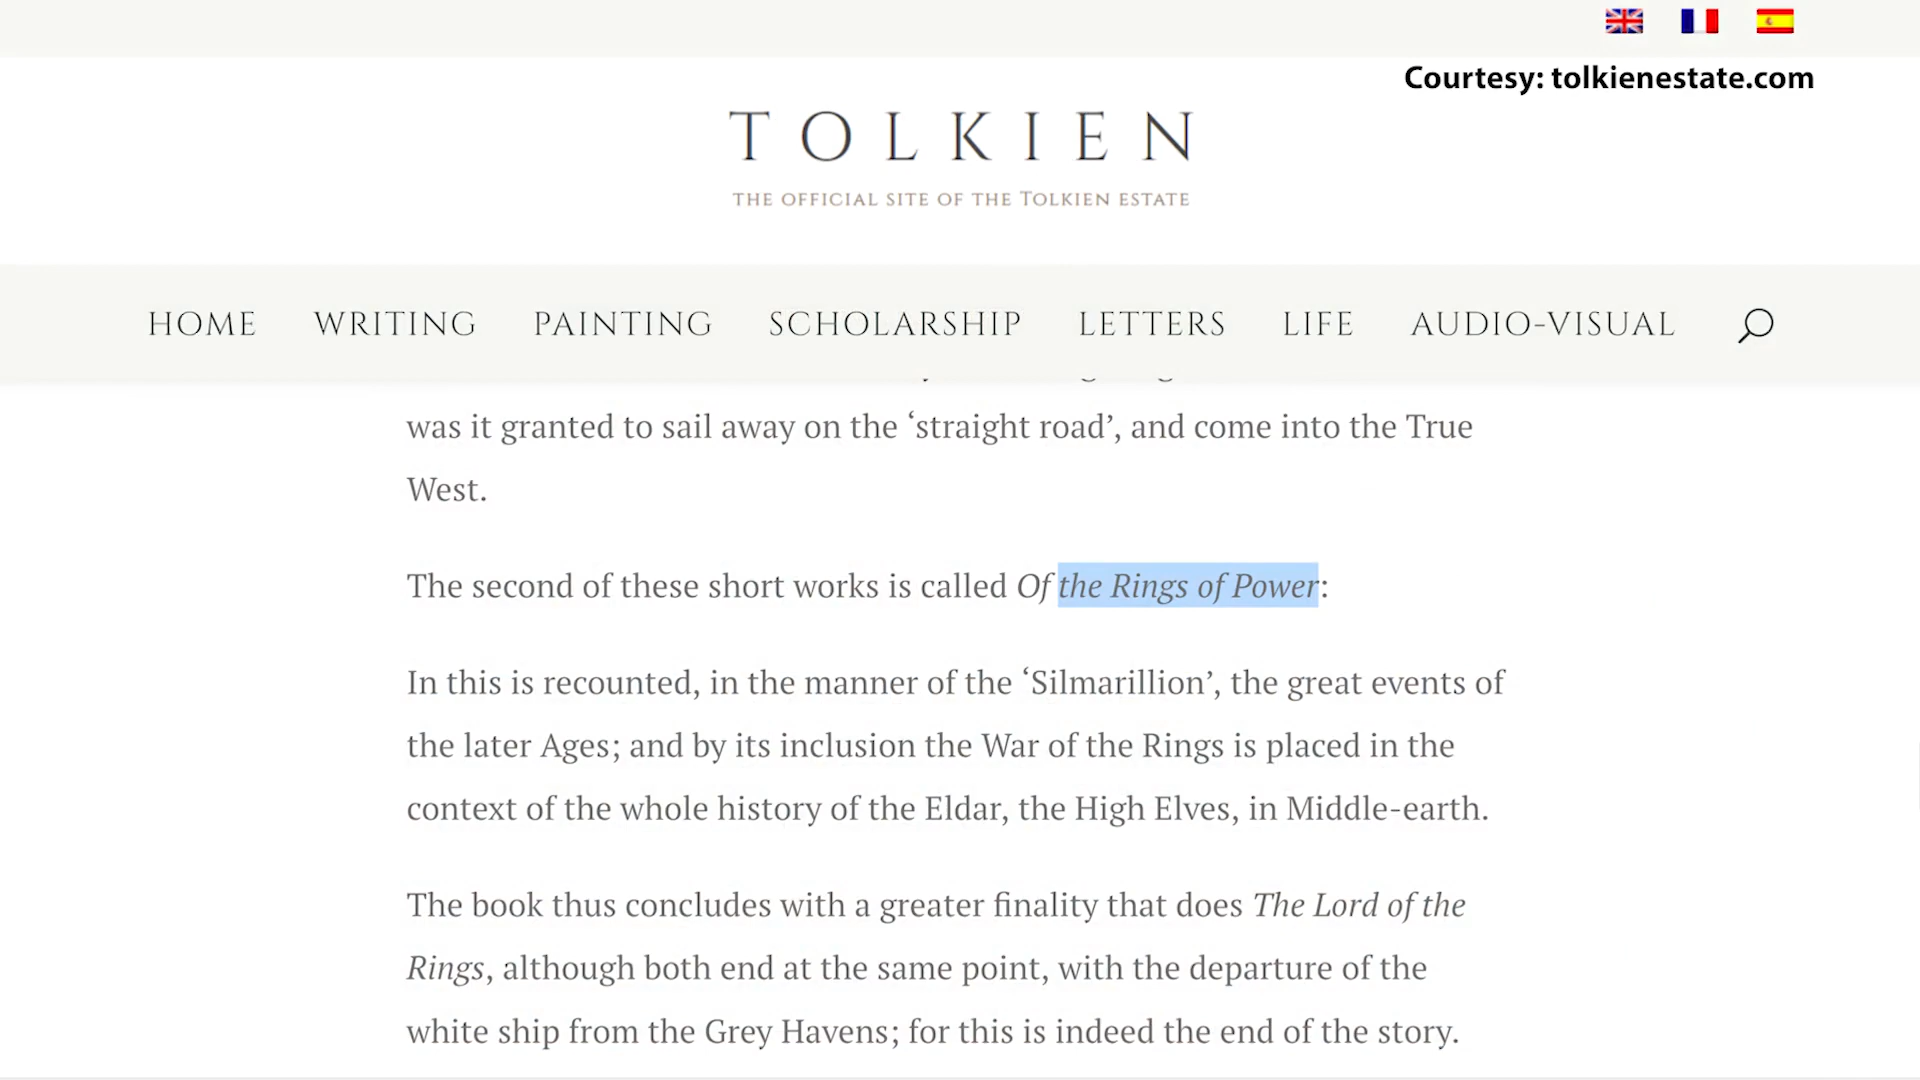 Courtesy: tolkienestate.com
TOLKIEN
THE OFFICIAL SITE OF THE TOLKIEN ESTATE
HOME WRITING PAINTING SCHOLARSHIP LETTERS LIFE AUDIO-VISUAL
was it granted to sail away on the ‘straight road’, and come into the True
West.
The second of these short works is called Of the Rings of Power:
In this is recounted, in the manner of the ‘Silmarillion’, the great events of
the later Ages; and by its inclusion the War of the Rings is placed in the
context of the whole history of the Eldar, the High Elves, in Middle-earth.
The book thus concludes with a greater finality that does The Lord of the
Rings, although both end at the same point, with the departure of the
white ship from the Grey Havens; for this is indeed the end of the story.